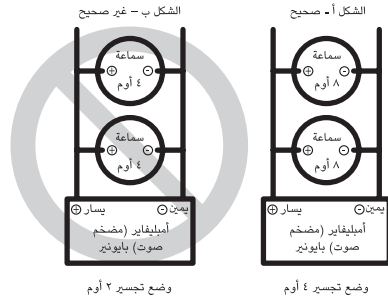 الشكل أ - صحيح
سماعة
⊕ ⊖
٨ أوم
سماعة
⊕ ⊖
٨ أوم
يمين⊖ ⊕يسار
أمبليفاير (مضخم
صوت) بايونير
وضع تجسير ٤ أوم
الشكل ب – غير صحيح
سماعة
⊕ ⊖
٤ أوم
سماعة
⊕ ⊖
٤ أوم
يمين⊖ ⊕يسار
أمبليفاير (مضخم
صوت) بايونير
وضع تجسير ٢ أوم